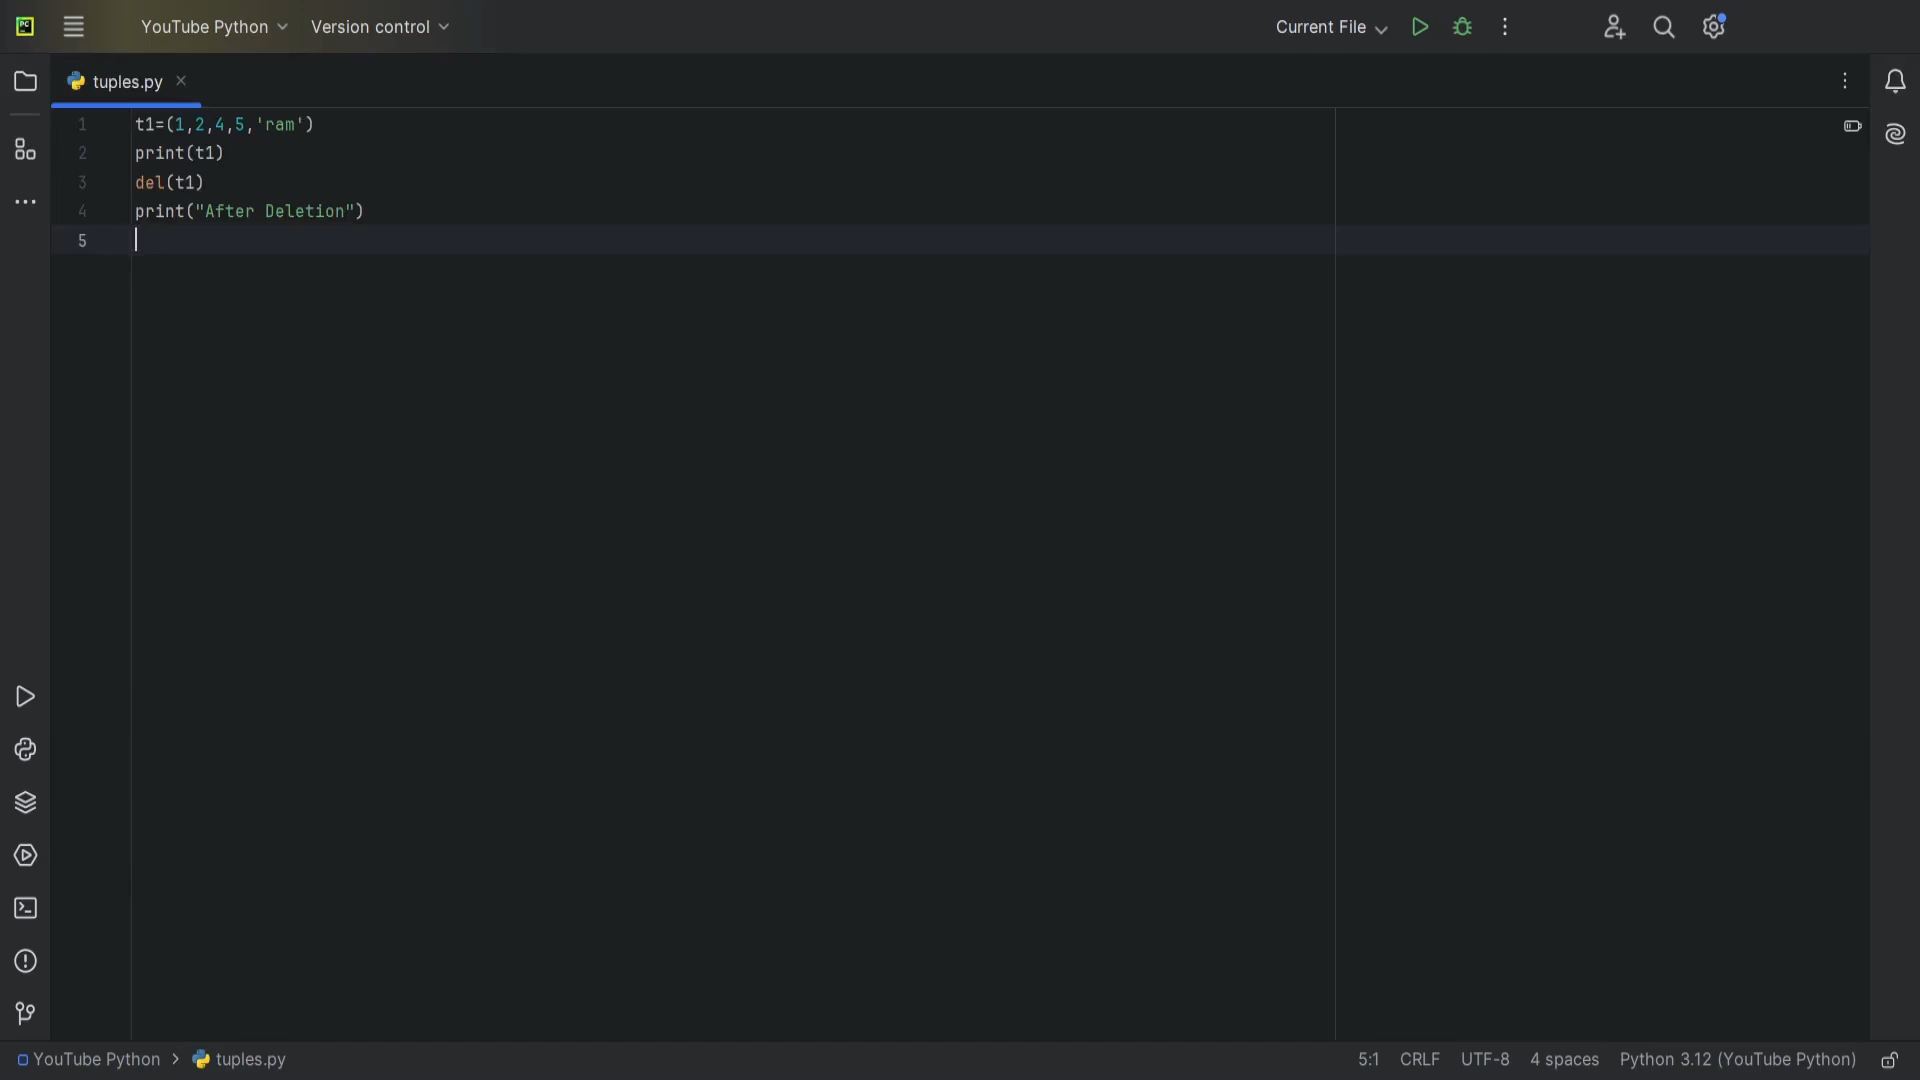 PC
YouTube Python
Version control
Current File
tuples.py
1 t1=(1,2,4,5,'ram')
2 print(t1)
3 del(t1)
4 print("After Deletion")
5
YouTube Python > tuples.py
5:1 CRLF UTF-8 4 spaces Python 3.12 (YouTube Python)